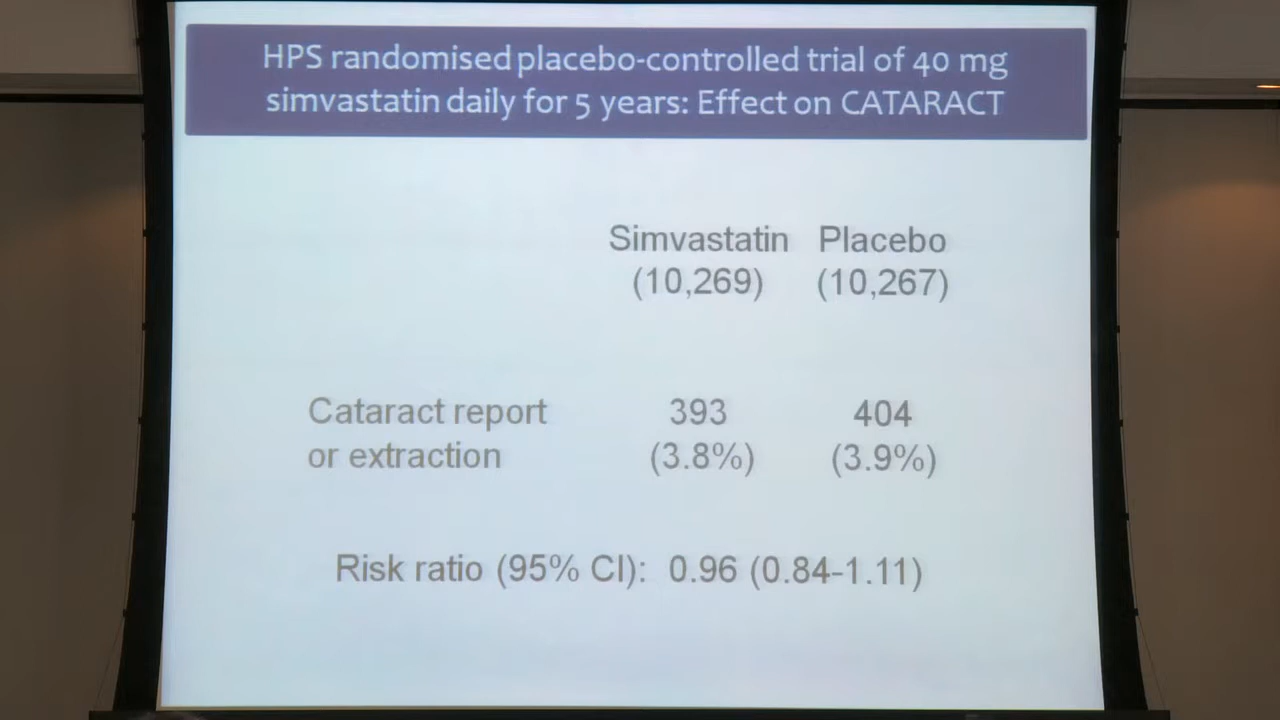 HPS randomised placebo-controlled trial of 40 mg
simvastatin daily for 5 years: Effect on CATARACT
Simvastatin Placebo
(10,269) (10,267)
Cataract report 393 404
or extraction (3.8%) (3.9%)
Risk ratio (95% CI): 0.96 (0.84-1.11)